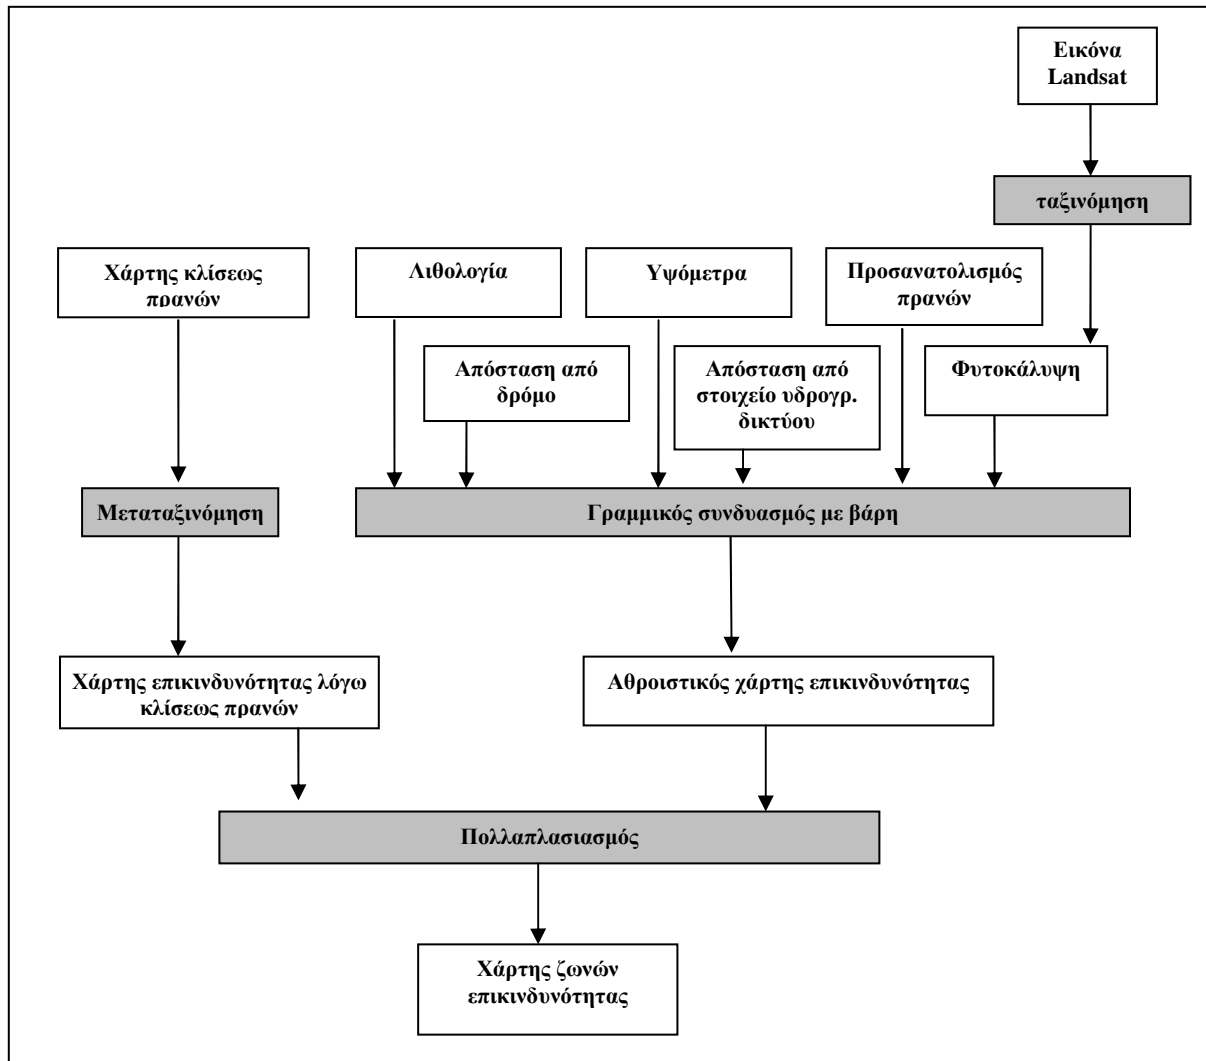 Εικόνα
Landsat
ταξινόμηση
Χάρτης κλίσεως
πρανών
Λιθολογία
Υψόμετρα
Προσανατολισμός
πρανών
Απόσταση από
δρόμο
Απόσταση από
στοιχείο υδρογρ.
δικτύου
Φυτοκάλυψη
Μεταταξινόμηση
Γραμμικός συνδυασμός με βάρη
Χάρτης επικινδυνότητας λόγω
κλίσεως πρανών
Αθροιστικός χάρτης επικινδυνότητας
Πολλαπλασιασμός
Χάρτης ζωνών
επικινδυνότητας